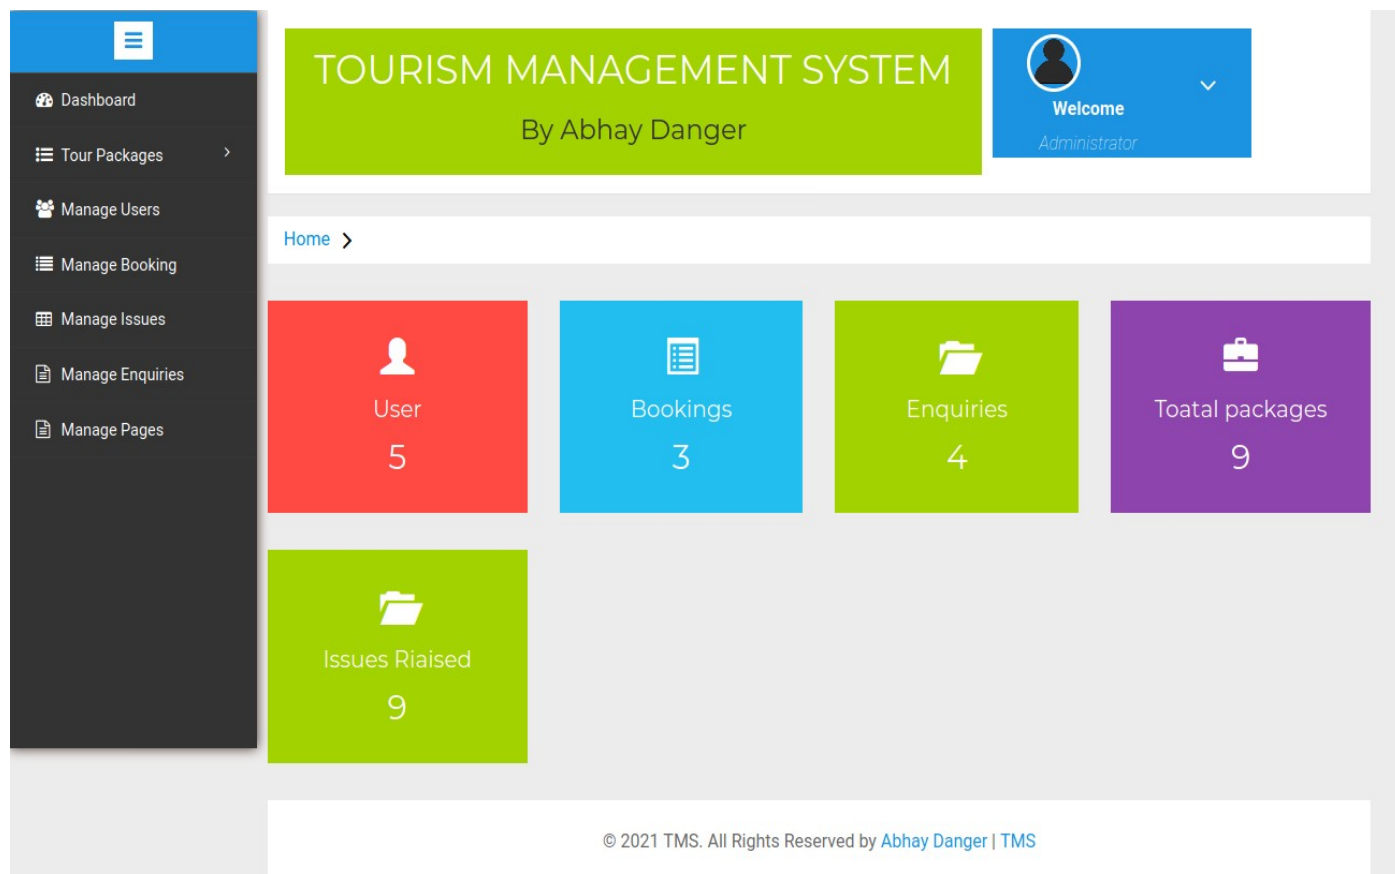 Dashboard
Tour Packages
Manage Users
Manage Booking
Manage Issues
Manage Enquiries
Manage Pages
TOURISM MANAGEMENT SYSTEM
By Abhay Danger
Welcome
Administrator
Home
User
5
Bookings
3
Enquiries
4
Toatal packages
9
Issues Riaised
9
© 2021 TMS. All Rights Reserved by Abhay Danger | TMS